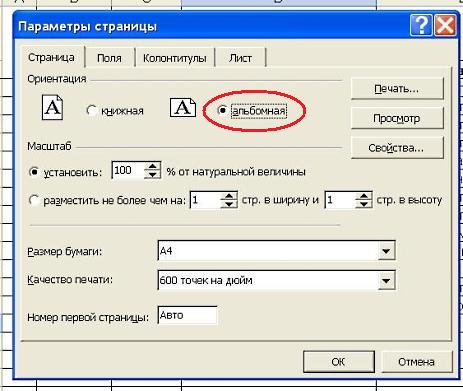 Параметры страницы
Страница Поля Колонтитулы Лист
Ориентация
A книжная A альбомная
Печать...
Просмотр
Свойства...
Масштаб
установить: 100 % от натуральной величины
разместить не более чем на: 1 стр. в ширину и 1 стр. в высоту
Размер бумаги: A4
Качество печати: 600 точек на дюйм
Номер первой страницы: Авто
ОК Отмена